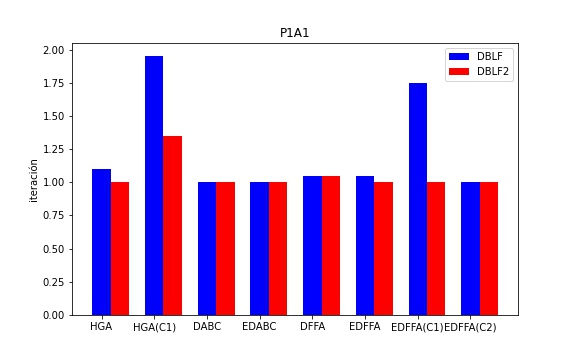 P1A1
DBLF
DBLF2
iteración
2.00
1.75
1.50
1.25
1.00
0.75
0.50
0.25
0.00
HGA HGA(C1) DABC EDABC DFFA EDFFA EDFFA(C1) EDFFA(C2)